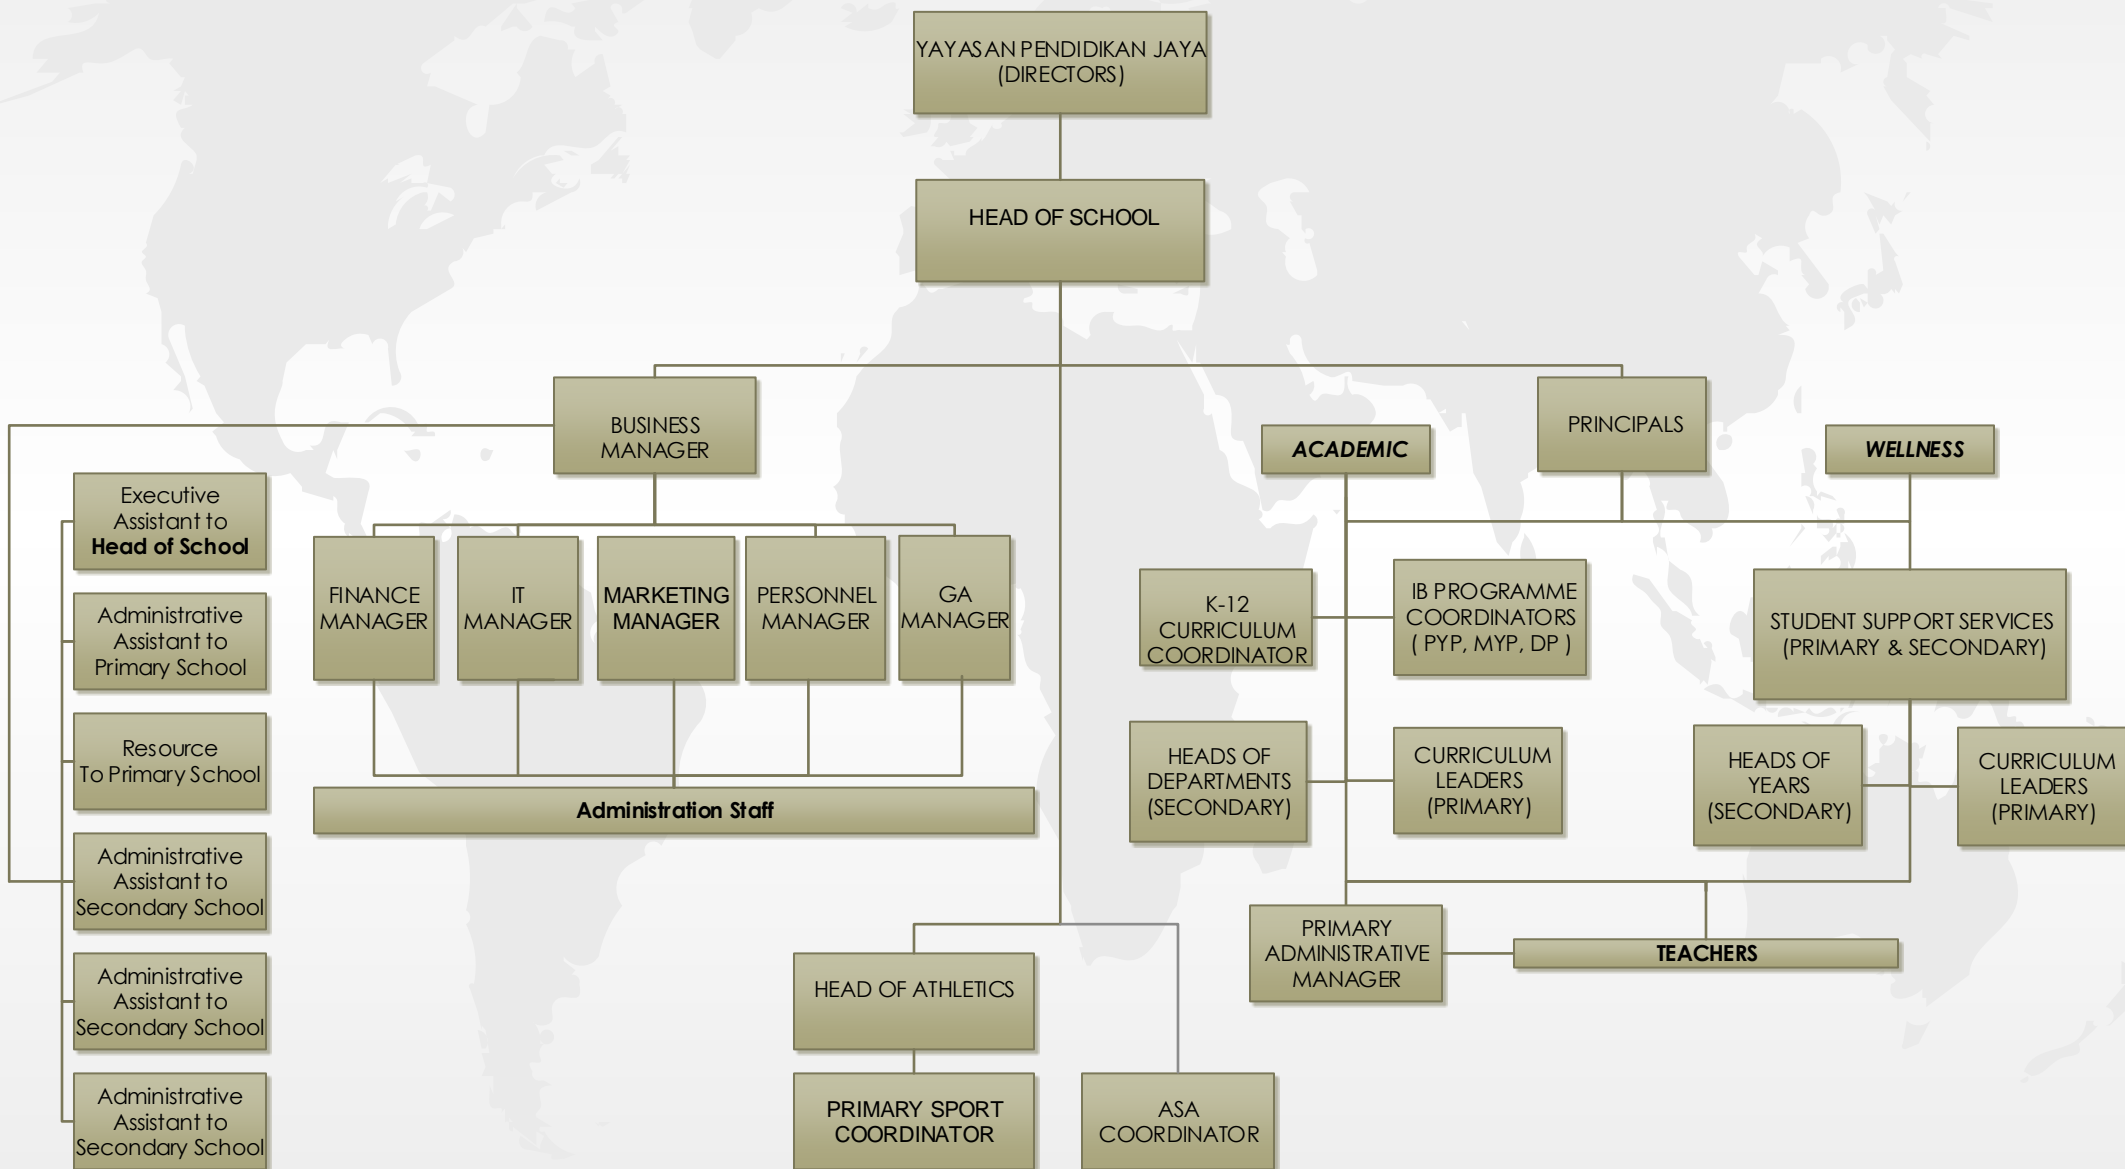 YAYASAN PENDIDIKAN JAYA
(DIRECTORS)
HEAD OF SCHOOL
BUSINESS
MANAGER
PRINCIPALS
ACADEMIC
WELLNESS
Executive
Assistant to
Head of School
Administrative
Assistant to
Primary School
Resource
To Primary School
Administrative
Assistant to
Secondary School
Administrative
Assistant to
Secondary School
Administrative
Assistant to
Secondary School
FINANCE
MANAGER
IT
MANAGER
MARKETING
MANAGER
PERSONNEL
MANAGER
GA
MANAGER
Administration Staff
K-12
CURRICULUM
COORDINATOR
IB PROGRAMME
COORDINATORS
( PYP, MYP, DP )
STUDENT SUPPORT SERVICES
(PRIMARY & SECONDARY)
HEADS OF
DEPARTMENTS
(SECONDARY)
CURRICULUM
LEADERS
(PRIMARY)
HEADS OF
YEARS
(SECONDARY)
CURRICULUM
LEADERS
(PRIMARY)
PRIMARY
ADMINISTRATIVE
MANAGER
TEACHERS
HEAD OF ATHLETICS
PRIMARY SPORT
COORDINATOR
ASA
COORDINATOR